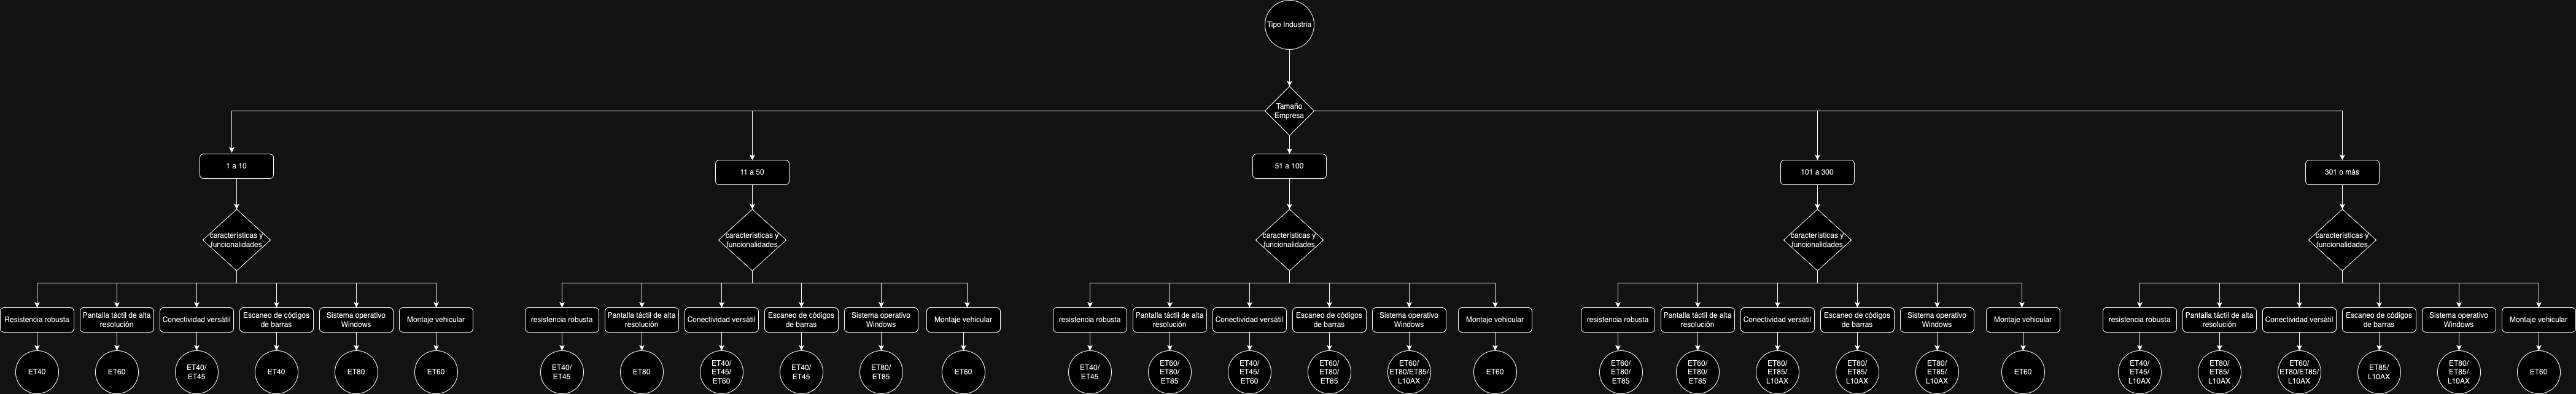 Tipo Industria
Tamaño
Empresa
1 a 10
11 a 50
51 a 100
101 a 300
301 o más
características y
funcionalidades
características y
funcionalidades
características y
funcionalidades
características y
funcionalidades
características y
funcionalidades
Resistencia robusta
Pantalla táctil de alta
resolución
Conectividad versátil
Escaneo de códigos
de barras
Sistema operativo
Windows
Montaje vehicular
resistencia robusta
Pantalla táctil de alta
resolución
Conectividad versátil
Escaneo de códigos
de barras
Sistema operativo
Windows
Montaje vehicular
resistencia robusta
Pantalla táctil de alta
resolución
Conectividad versátil
Escaneo de códigos
de barras
Sistema operativo
Windows
Montaje vehicular
resistencia robusta
Pantalla táctil de alta
resolución
Conectividad versátil
Escaneo de códigos
de barras
Sistema operativo
Windows
Montaje vehicular
resistencia robusta
Pantalla táctil de alta
resolución
Conectividad versátil
Escaneo de códigos
de barras
Sistema operativo
Windows
Montaje vehicular
ET40
ET60
ET40/
ET45
ET40
ET80
ET60
ET40/
ET45
ET80
ET40/
ET45/
ET60
ET40/
ET45
ET80/
ET85
ET60
ET40/
ET45
ET60/
ET80/
ET85
ET40/
ET45/
ET60
ET60/
ET80/
ET85
ET60/
ET80/ET85/
L10AX
ET60
ET60/
ET80/
ET85
ET60/
ET80/
ET85
ET80/
ET85/
L10AX
ET80/
ET85/
L10AX
ET80/
ET85/
L10AX
ET60
ET40/
ET45/
L10AX
ET80/
ET85/
L10AX
ET60/
ET80/ET85/
L10AX
ET85/
L10AX
ET80/
ET85/
L10AX
ET60